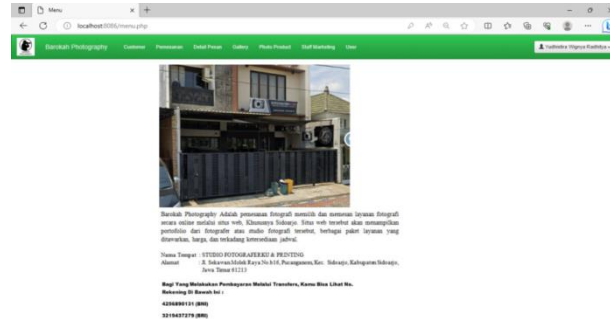 Menu
localhost:8080/menu.php
Barokah Photography Customer Pemesanan Detail Pesan Gallery Photo Product Staff Marketing User
Barokah Photography Adalah pemesanan fotografi memilih dan memesan layanan fotografi
secara online melalui situs web, Khususnya Sidoarjo. Situs web tersebut akan menampilkan
portofolio dari fotografer atau studio fotografi tersebut, berbagai paket layanan yang
ditawarkan, harga, dan terkadang ketersediaan jadwal.
Nama Tempat : STUDIO FOTOGRAFERKU & PRINTING
Alamat : Jl. Sekawan Molek Raya No.b16, Pucanganom, Kec. Sidoarjo, Kabupaten Sidoarjo,
Jawa Timur 61213
Bagi Yang Melakukan Pembayaran Melalui Transfers, Kamu Bisa Lihat No.
Rekening Di Bawah Ini :
4256890131 (BNI)
5219437379 (BRI)